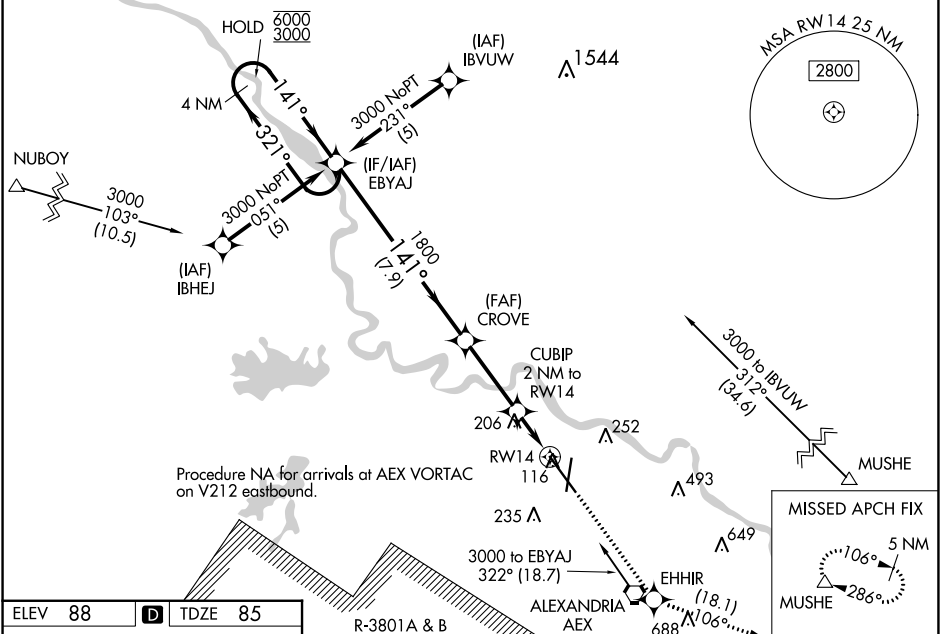 HOLD
6000
3000
(IAF)
IBVUW
1544
MSA RW14 25 NM
2800
4 NM
141°
321°
3000 NoPT
231°
(5)
NUBOY
3000
103°
(10.5)
(IF/IAF)
EBYAJ
3000 NoPT
051°
(5)
(IAF)
IBHEJ
1800
141°
(7.9)
(FAF)
CROVE
CUBIP
2 NM to
RW14
206
252
3000 to IBVUW
312°
(34.6)
MUSHE
RW14
116
493
Procedure NA for arrivals at AEX VORTAC
on V212 eastbound.
235
649
3000 to EBYAJ
322° (18.7)
EHHIR
(18.1)
106°
ALEXANDRIA
AEX
688
MISSED APCH FIX
106°
5 NM
286°
MUSHE
ELEV 88
D
TDZE 85
R-3801A & B